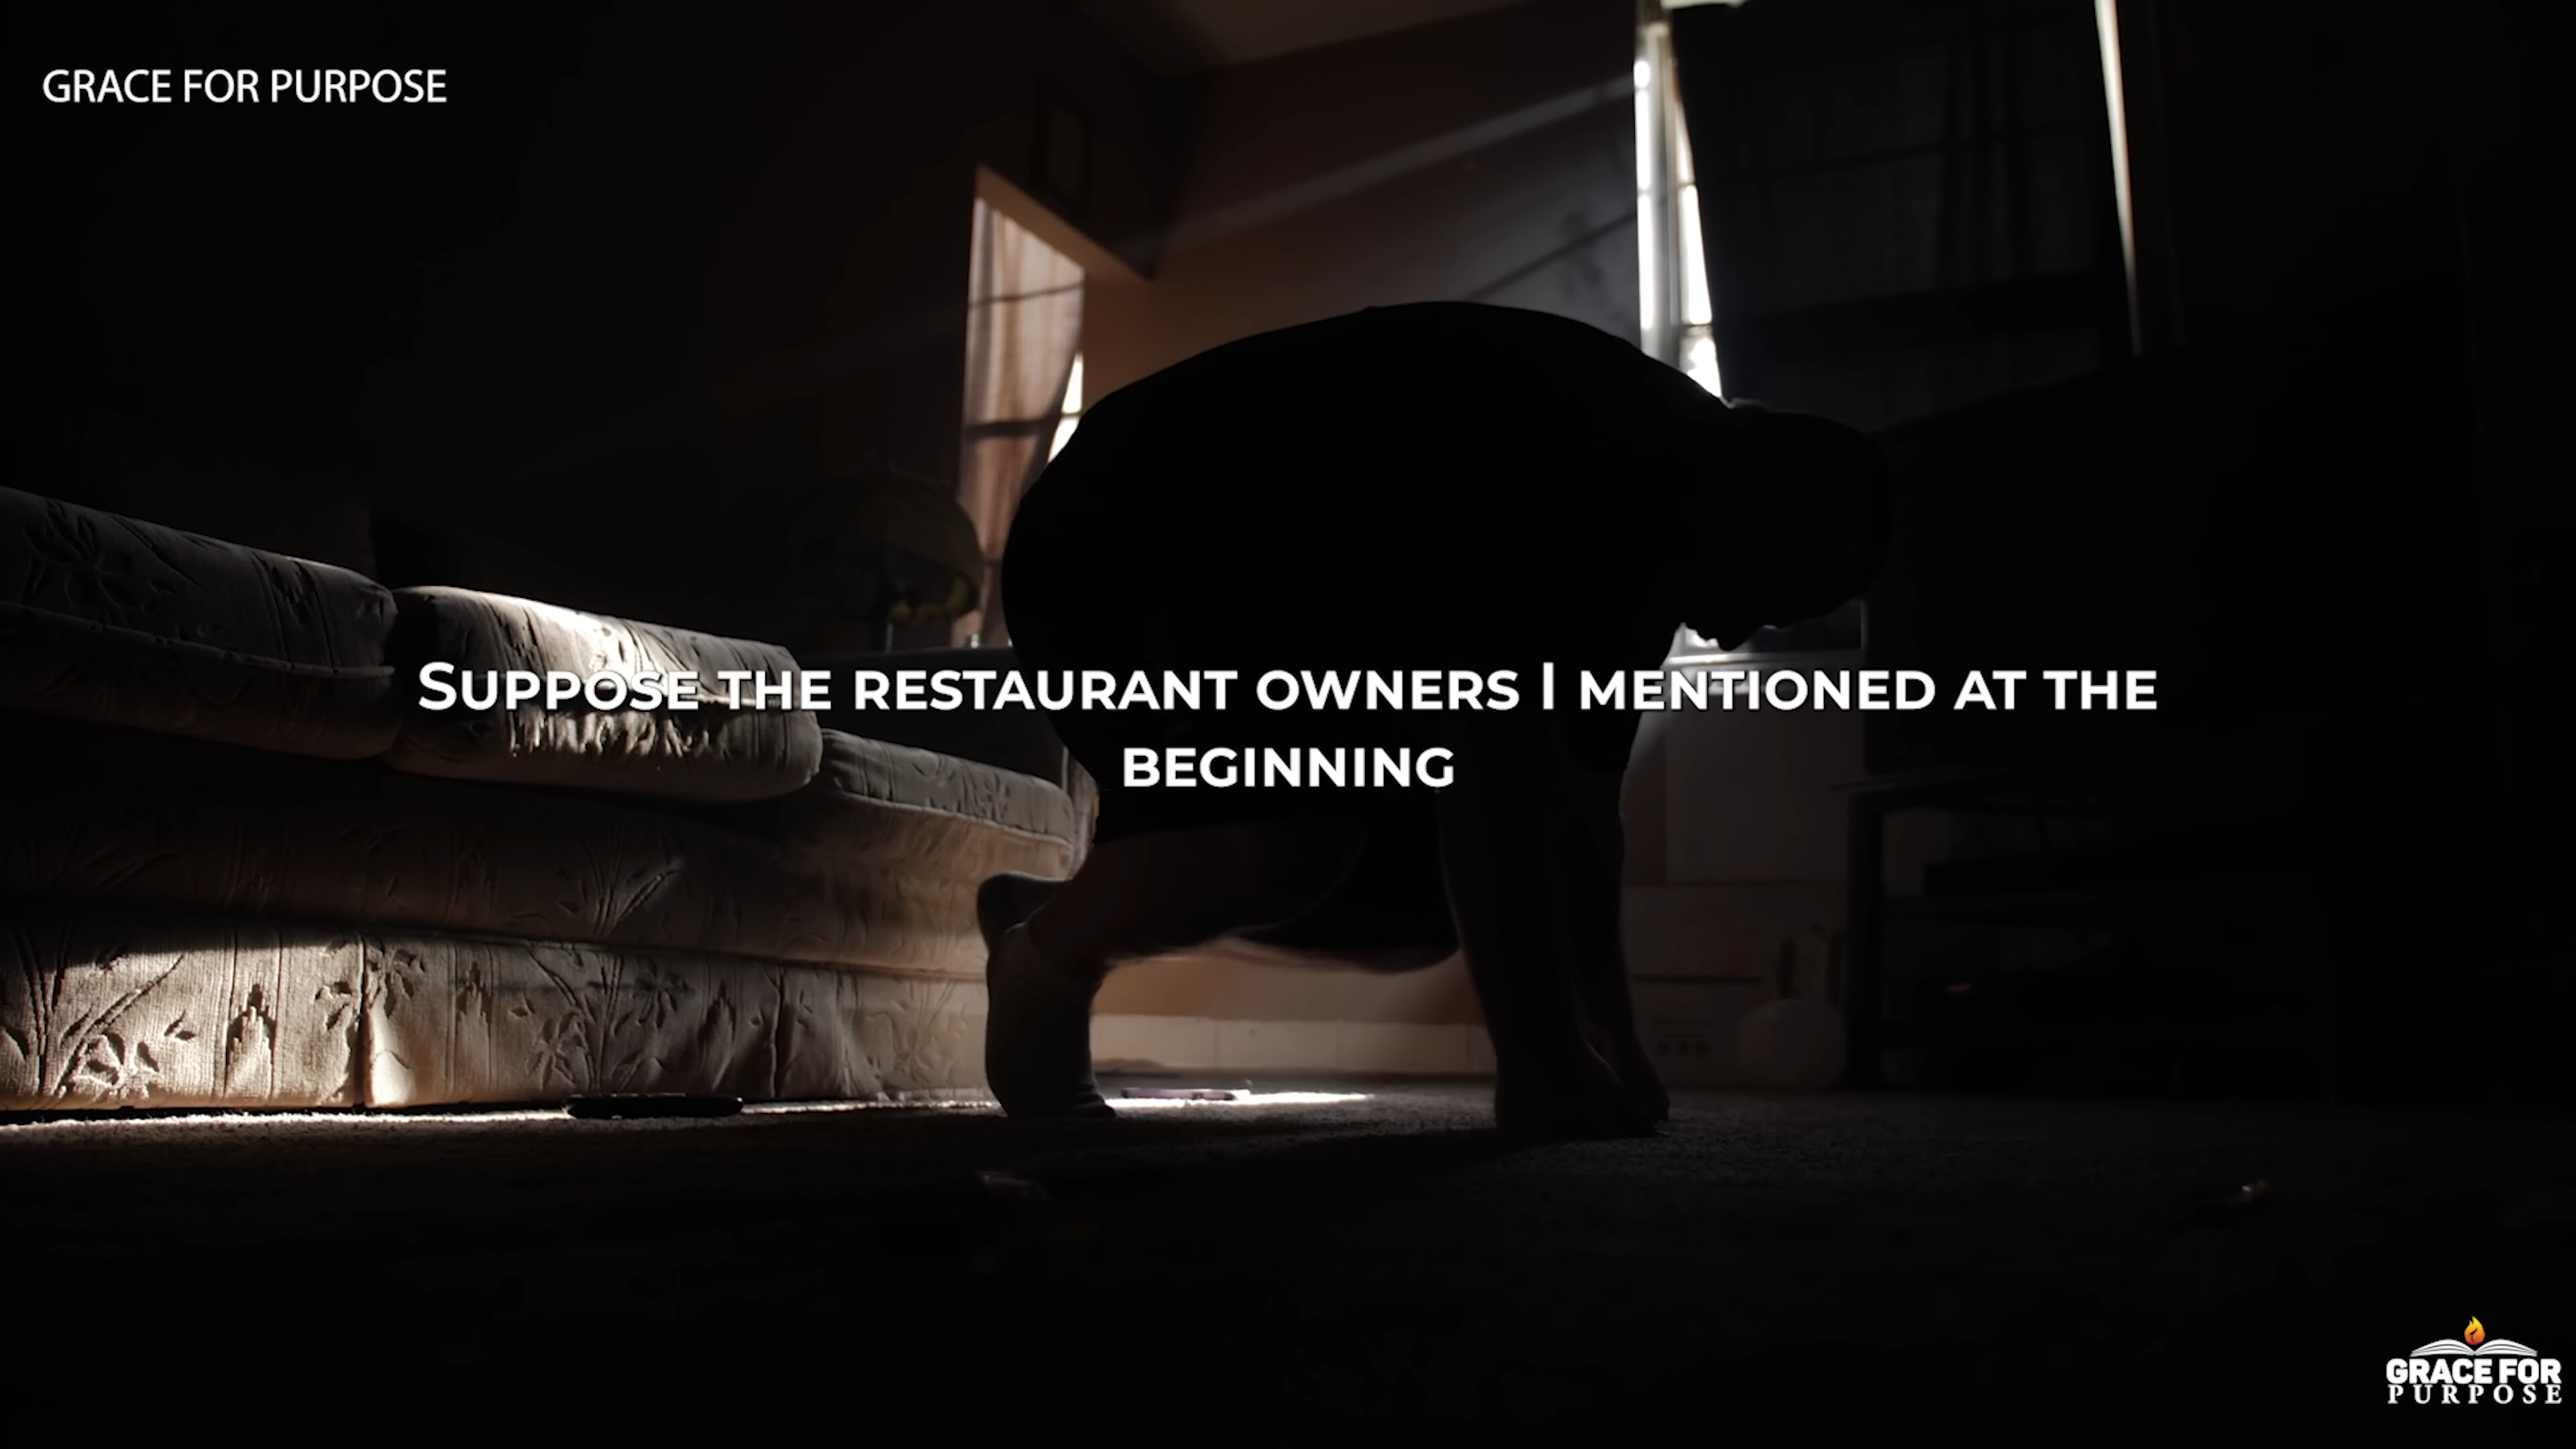 GRACE FOR PURPOSE
SUPPOSE THE RESTAURANT OWNERS I MENTIONED AT THE
BEGINNING
GRACE FOR
PURPOSE